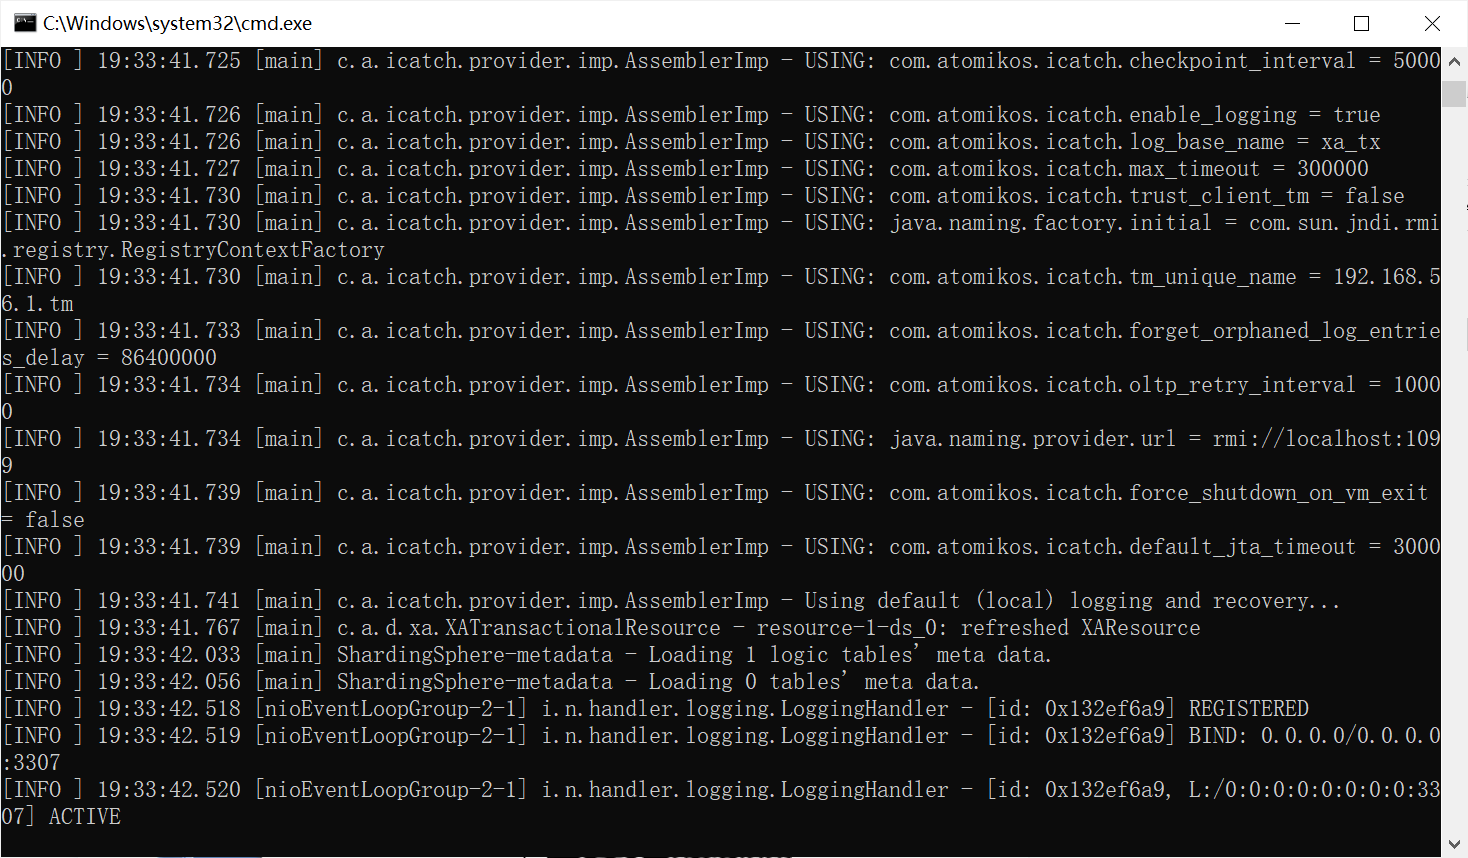 C:\Windows\system32\cmd.exe
[INFO ] 19:33:41.725 [main] c.a.icatch.provider.imp.AssemblerImp - USING: com.atomikos.icatch.checkpoint_interval = 5000
0
[INFO ] 19:33:41.726 [main] c.a.icatch.provider.imp.AssemblerImp - USING: com.atomikos.icatch.enable_logging = true
[INFO ] 19:33:41.726 [main] c.a.icatch.provider.imp.AssemblerImp - USING: com.atomikos.icatch.log_base_name = xa_tx
[INFO ] 19:33:41.727 [main] c.a.icatch.provider.imp.AssemblerImp - USING: com.atomikos.icatch.max_timeout = 300000
[INFO ] 19:33:41.730 [main] c.a.icatch.provider.imp.AssemblerImp - USING: com.atomikos.icatch.trust_client_tm = false
[INFO ] 19:33:41.730 [main] c.a.icatch.provider.imp.AssemblerImp - USING: java.naming.factory.initial = com.sun.jndi.rmi
.registry.RegistryContextFactory
[INFO ] 19:33:41.730 [main] c.a.icatch.provider.imp.AssemblerImp - USING: com.atomikos.icatch.tm_unique_name = 192.168.5
6.1.tm
[INFO ] 19:33:41.733 [main] c.a.icatch.provider.imp.AssemblerImp - USING: com.atomikos.icatch.forget_orphaned_log_entrie
s_delay = 86400000
[INFO ] 19:33:41.734 [main] c.a.icatch.provider.imp.AssemblerImp - USING: com.atomikos.icatch.oltp_retry_interval = 1000
0
[INFO ] 19:33:41.734 [main] c.a.icatch.provider.imp.AssemblerImp - USING: java.naming.provider.url = rmi://localhost:109
9
[INFO ] 19:33:41.739 [main] c.a.icatch.provider.imp.AssemblerImp - USING: com.atomikos.icatch.force_shutdown_on_vm_exit
= false
[INFO ] 19:33:41.739 [main] c.a.icatch.provider.imp.AssemblerImp - USING: com.atomikos.icatch.default_jta_timeout = 3000
00
[INFO ] 19:33:41.741 [main] c.a.icatch.provider.imp.AssemblerImp - Using default (local) logging and recovery...
[INFO ] 19:33:41.767 [main] c.a.d.xa.XATransactionalResource - resource-1-ds_0: refreshed XAResource
[INFO ] 19:33:42.033 [main] ShardingSphere-metadata - Loading 1 logic tables' meta data.
[INFO ] 19:33:42.056 [main] ShardingSphere-metadata - Loading 0 tables' meta data.
[INFO ] 19:33:42.518 [nioEventLoopGroup-2-1] i.n.handler.logging.LoggingHandler - [id: 0x132ef6a9] REGISTERED
[INFO ] 19:33:42.519 [nioEventLoopGroup-2-1] i.n.handler.logging.LoggingHandler - [id: 0x132ef6a9] BIND: 0.0.0.0/0.0.0.0
:3307
[INFO ] 19:33:42.520 [nioEventLoopGroup-2-1] i.n.handler.logging.LoggingHandler - [id: 0x132ef6a9, L:/0:0:0:0:0:0:0:0:33
07] ACTIVE